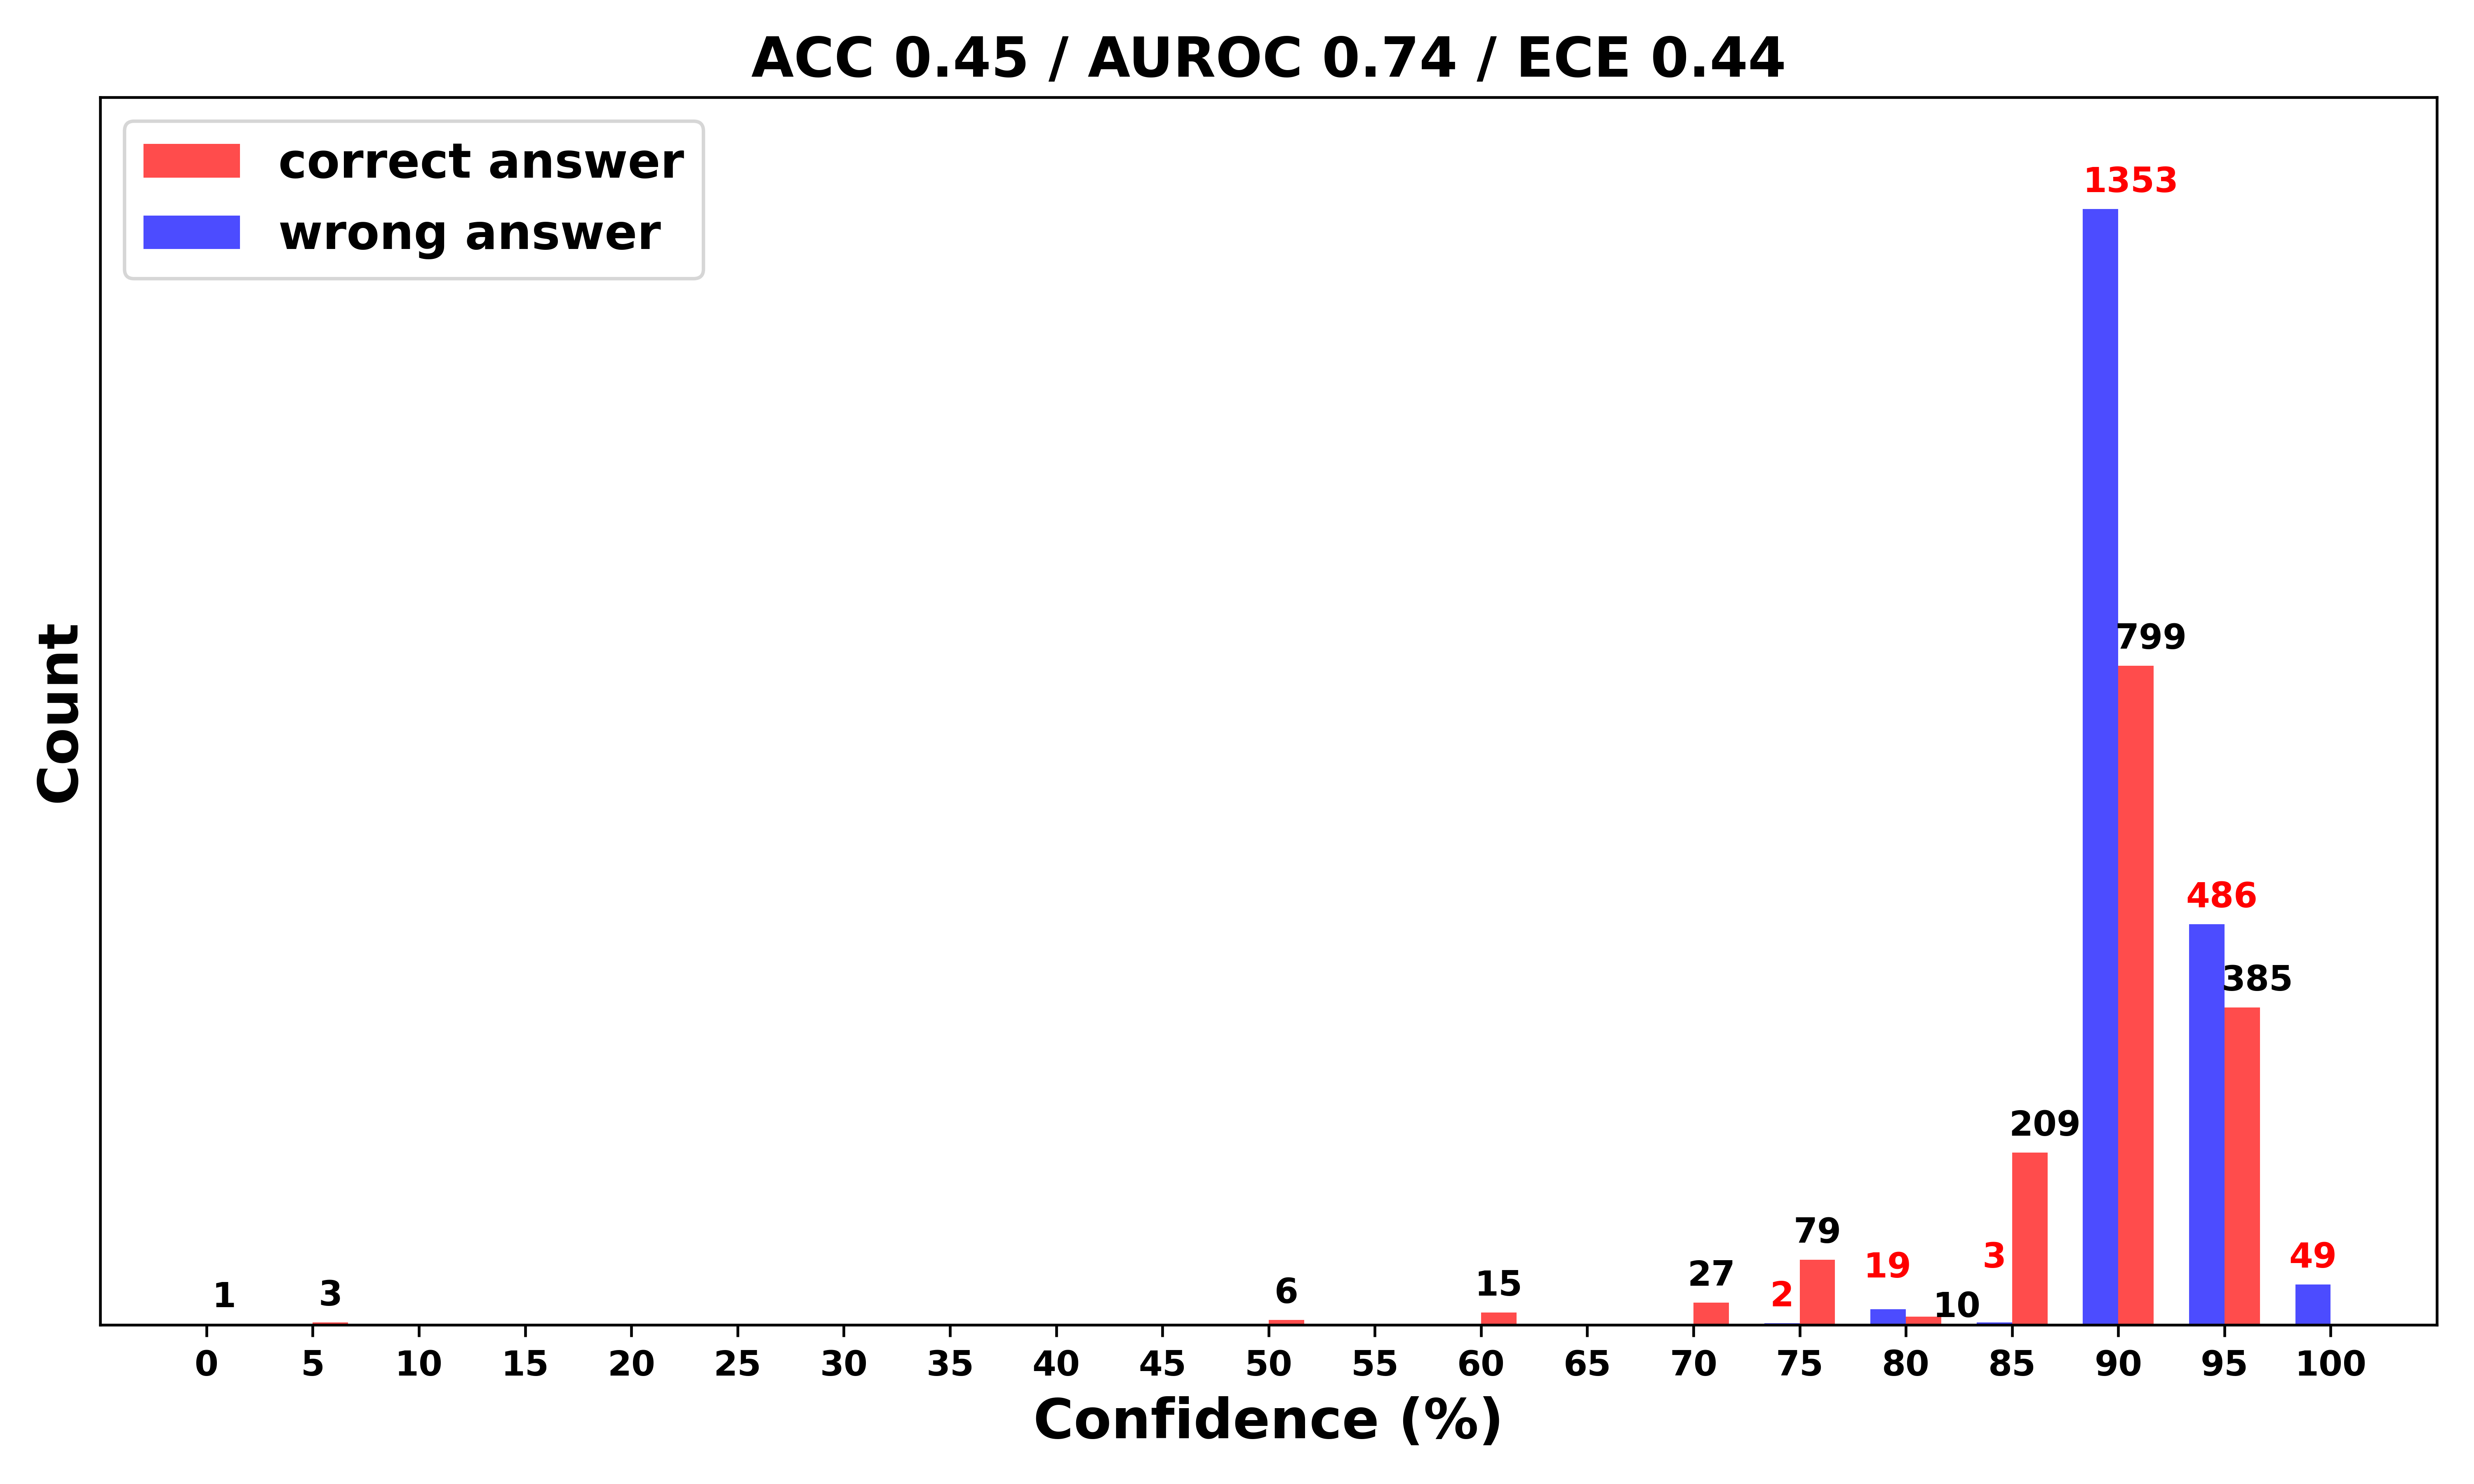 ACC 0.45 / AUROC 0.74 / ECE 0.44
correct answer
wrong answer
Count
1353
799
486
385
209
79
49
3
19
27
15
6
3
1
2
10
0 5 10 15 20 25 30 35 40 45 50 55 60 65 70 75 80 85 90 95 100
Confidence (%)